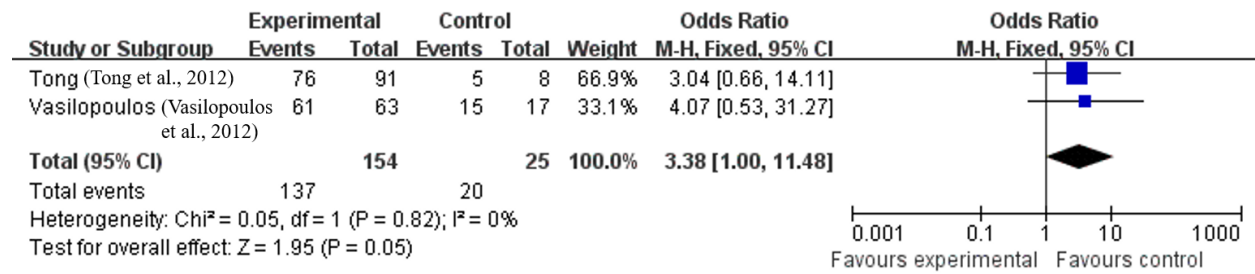 Experimental Control Odds Ratio Odds Ratio
Study or Subgroup Events Total Events Total Weight M-H, Fixed, 95% CI M-H, Fixed, 95% CI
Tong (Tong et al., 2012) 76 91 5 8 66.9% 3.04 [0.66, 14.11]
Vasilopoulos (Vasilopoulos 61 63 15 17 33.1% 4.07 [0.53, 31.27]
et al., 2012)
Total (95% CI) 154 25 100.0% 3.38 [1.00, 11.48]
Total events 137 20
Heterogeneity: Chi² = 0.05, df = 1 (P = 0.82); I² = 0%
Test for overall effect: Z = 1.95 (P = 0.05)
0.001 0.1 1 10 1000
Favours experimental Favours control